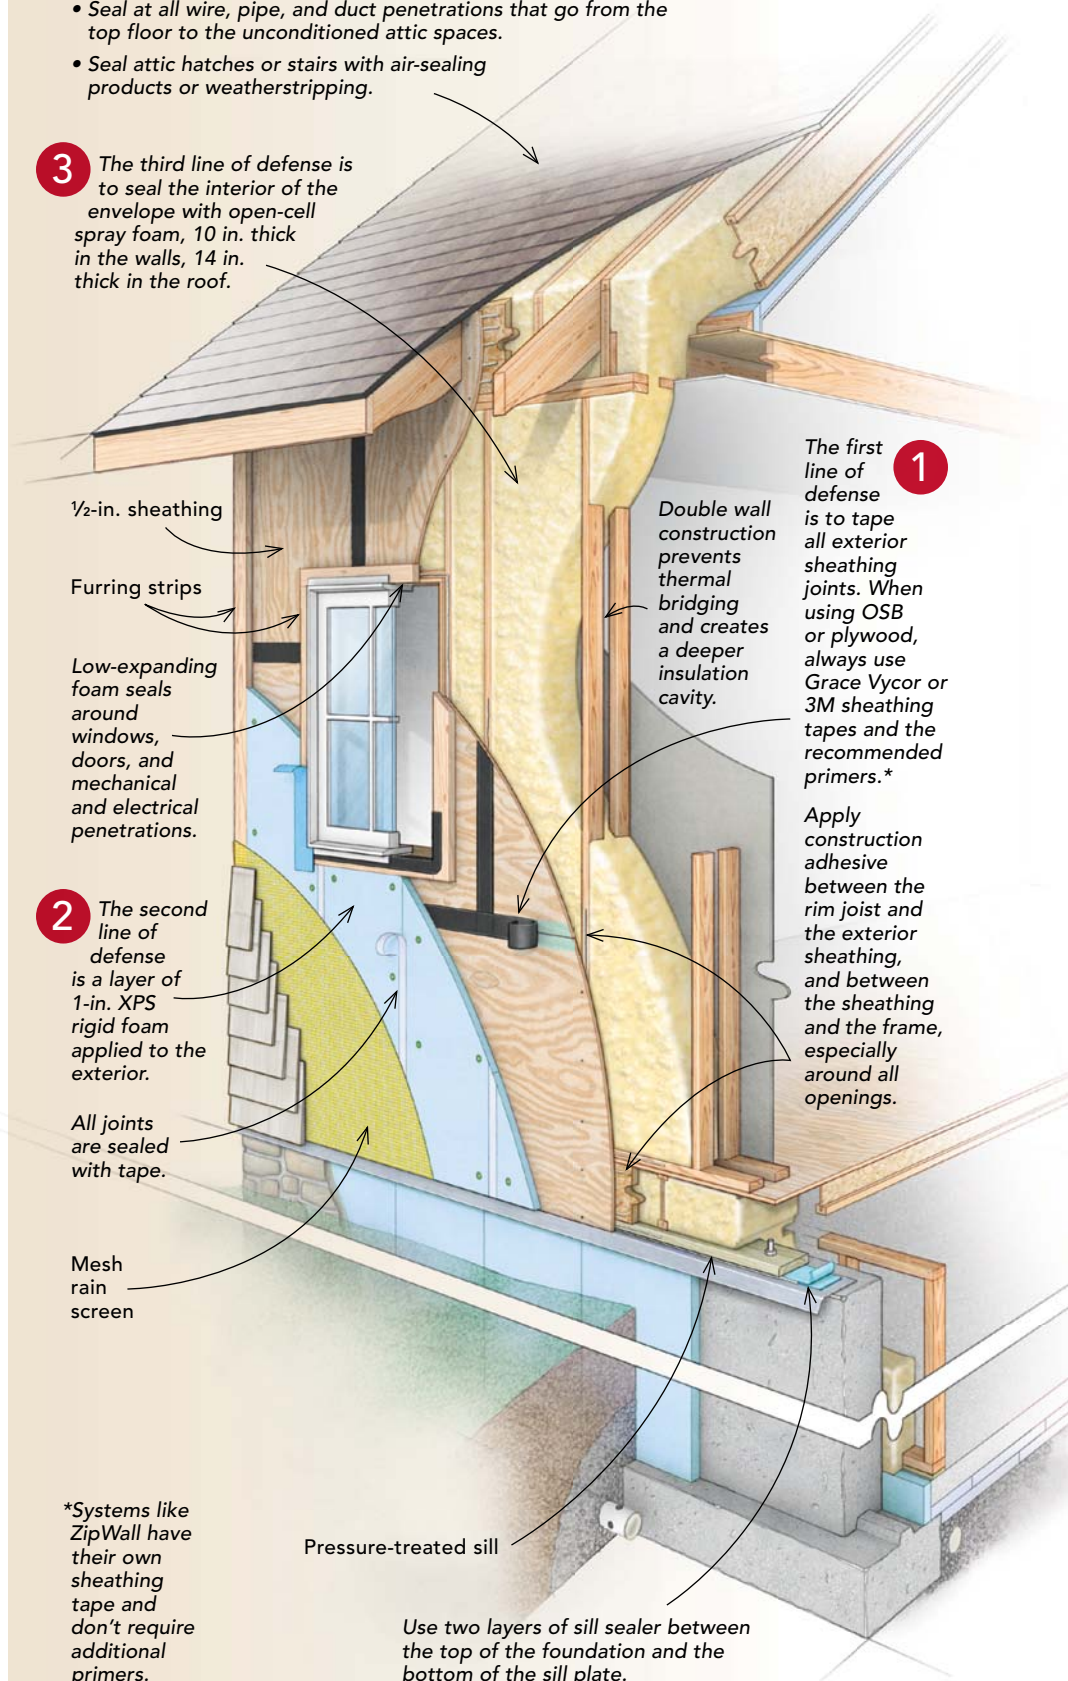 • Seal at all wire, pipe, and duct penetrations that go from the
top floor to the unconditioned attic spaces.
• Seal attic hatches or stairs with air-sealing
products or weatherstripping.
3
The third line of defense is
to seal the interior of the
envelope with open-cell
spray foam, 10 in. thick
in the walls, 14 in.
thick in the roof.
1
The first
line of
defense
is to tape
all exterior
sheathing
joints. When
using OSB
or plywood,
always use
Grace Vycor or
3M sheathing
tapes and the
recommended
primers.*
Apply
construction
adhesive
between the
rim joist and
the exterior
sheathing,
and between
the sheathing
and the frame,
especially
around all
openings.
Double wall
construction
prevents
thermal
bridging
and creates
a deeper
insulation
cavity.
½-in. sheathing
Furring strips
Low-expanding
foam seals
around
windows,
doors, and
mechanical
and electrical
penetrations.
2
The second
line of
defense
is a layer of
1-in. XPS
rigid foam
applied to the
exterior.
All joints
are sealed
with tape.
Mesh
rain
screen
*Systems like
ZipWall have
their own
sheathing
tape and
don't require
additional
primers.
Pressure-treated sill
Use two layers of sill sealer between
the top of the foundation and the
bottom of the sill plate.